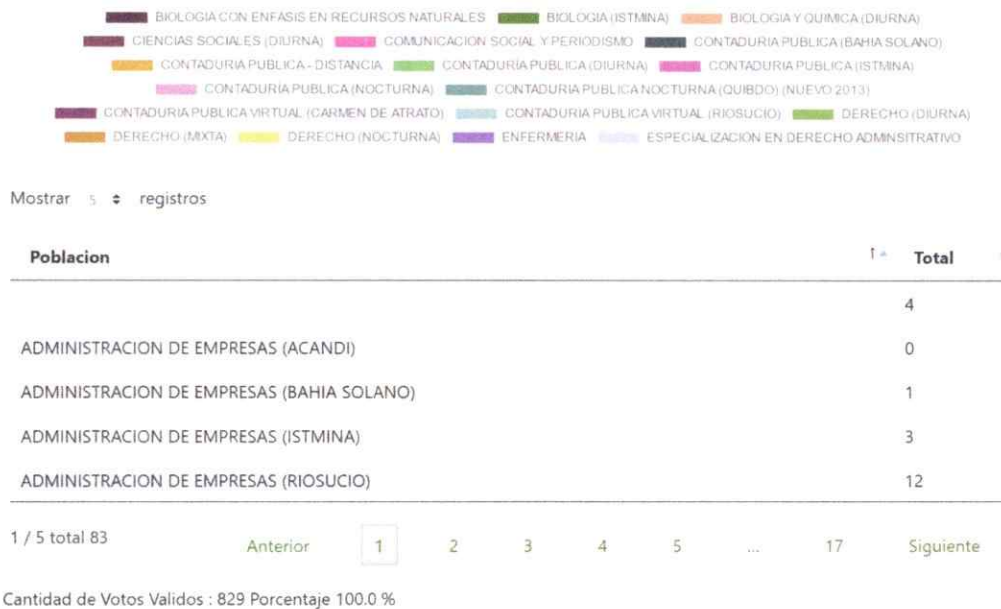 BIOLOGIA CON ENFASIS EN RECURSOS NATURALES BIOLOGIA (ISTMINA) BIOLOGIA Y QUIMICA (DIURNA)
CIENCIAS SOCIALES (DIURNA) COMUNICACION SOCIAL Y PERIODISMO CONTADURIA PUBLICA (BAHIA SOLANO)
CONTADURIA PUBLICA - DISTANCIA CONTADURÍA PUBLICA (DIURNA) CONTADURIA PUBLICA (ISTMINA)
CONTADURIA PUBLICA (NOCTURNA) CONTADURIA PUBLICA NOCTURNA (QUIBDO) (NUEVO 2013)
CONTADURIA PUBLICA VIRTUAL (CARMEN DE ATRATO) CONTADURIA PUBLICA VIRTUAL (RIOSUCIO) DERECHO (DIURNA)
DERECHO (MIXTA) DERECHO (NOCTURNA) ENFERMERIA ESPECIALIZACION EN DERECHO ADMINSITRATIVO
Mostrar 5 registros
Poblacion Total
4
ADMINISTRACION DE EMPRESAS (ACANDI) 0
ADMINISTRACION DE EMPRESAS (BAHIA SOLANO) 1
ADMINISTRACION DE EMPRESAS (ISTMINA) 3
ADMINISTRACION DE EMPRESAS (RIOSUCIO) 12
1 / 5 total 83 Anterior 1 2 3 4 5 ... 17 Siguiente
Cantidad de Votos Validos : 829 Porcentaje 100.0 %